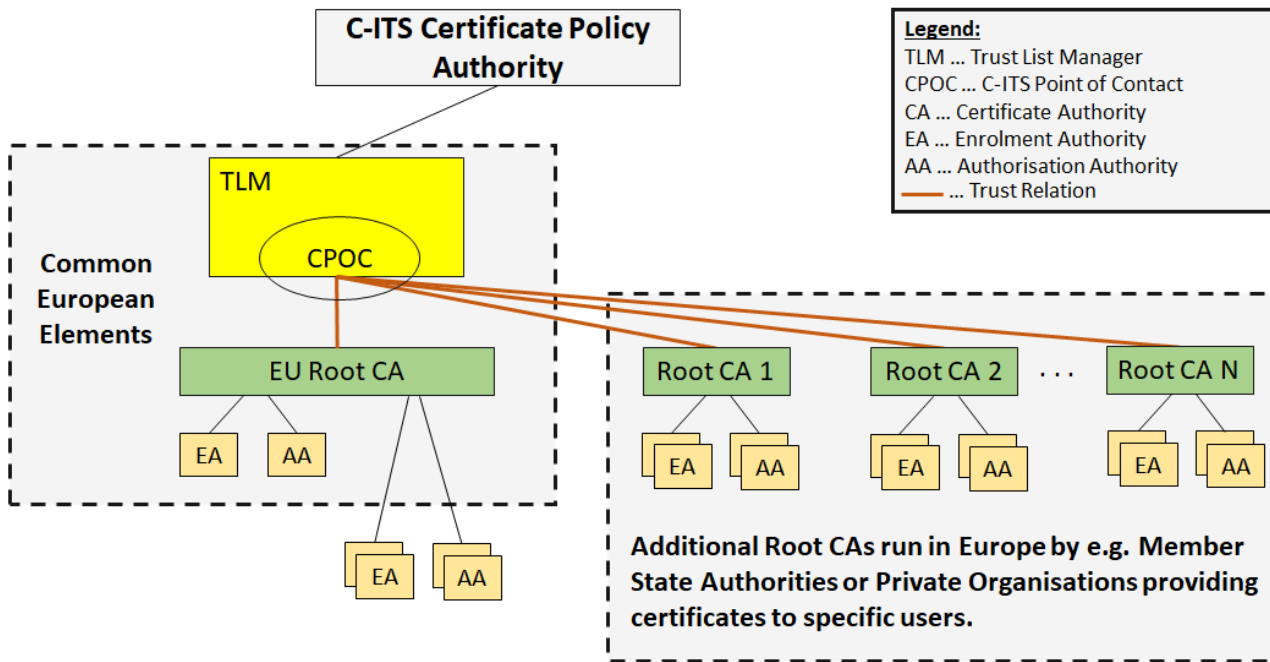 C-ITS Certificate Policy
Authority
Legend:
TLM ... Trust List Manager
CPOC ... C-ITS Point of Contact
CA ... Certificate Authority
EA ... Enrolment Authority
AA ... Authorisation Authority
... Trust Relation
TLM
CPOC
Common
European
Elements
EU Root CA
Root CA 1
Root CA 2
. . .
Root CA N
EA
AA
EA
AA
EA
AA
EA
AA
EA
AA
Additional Root CAs run in Europe by e.g. Member
State Authorities or Private Organisations providing
certificates to specific users.